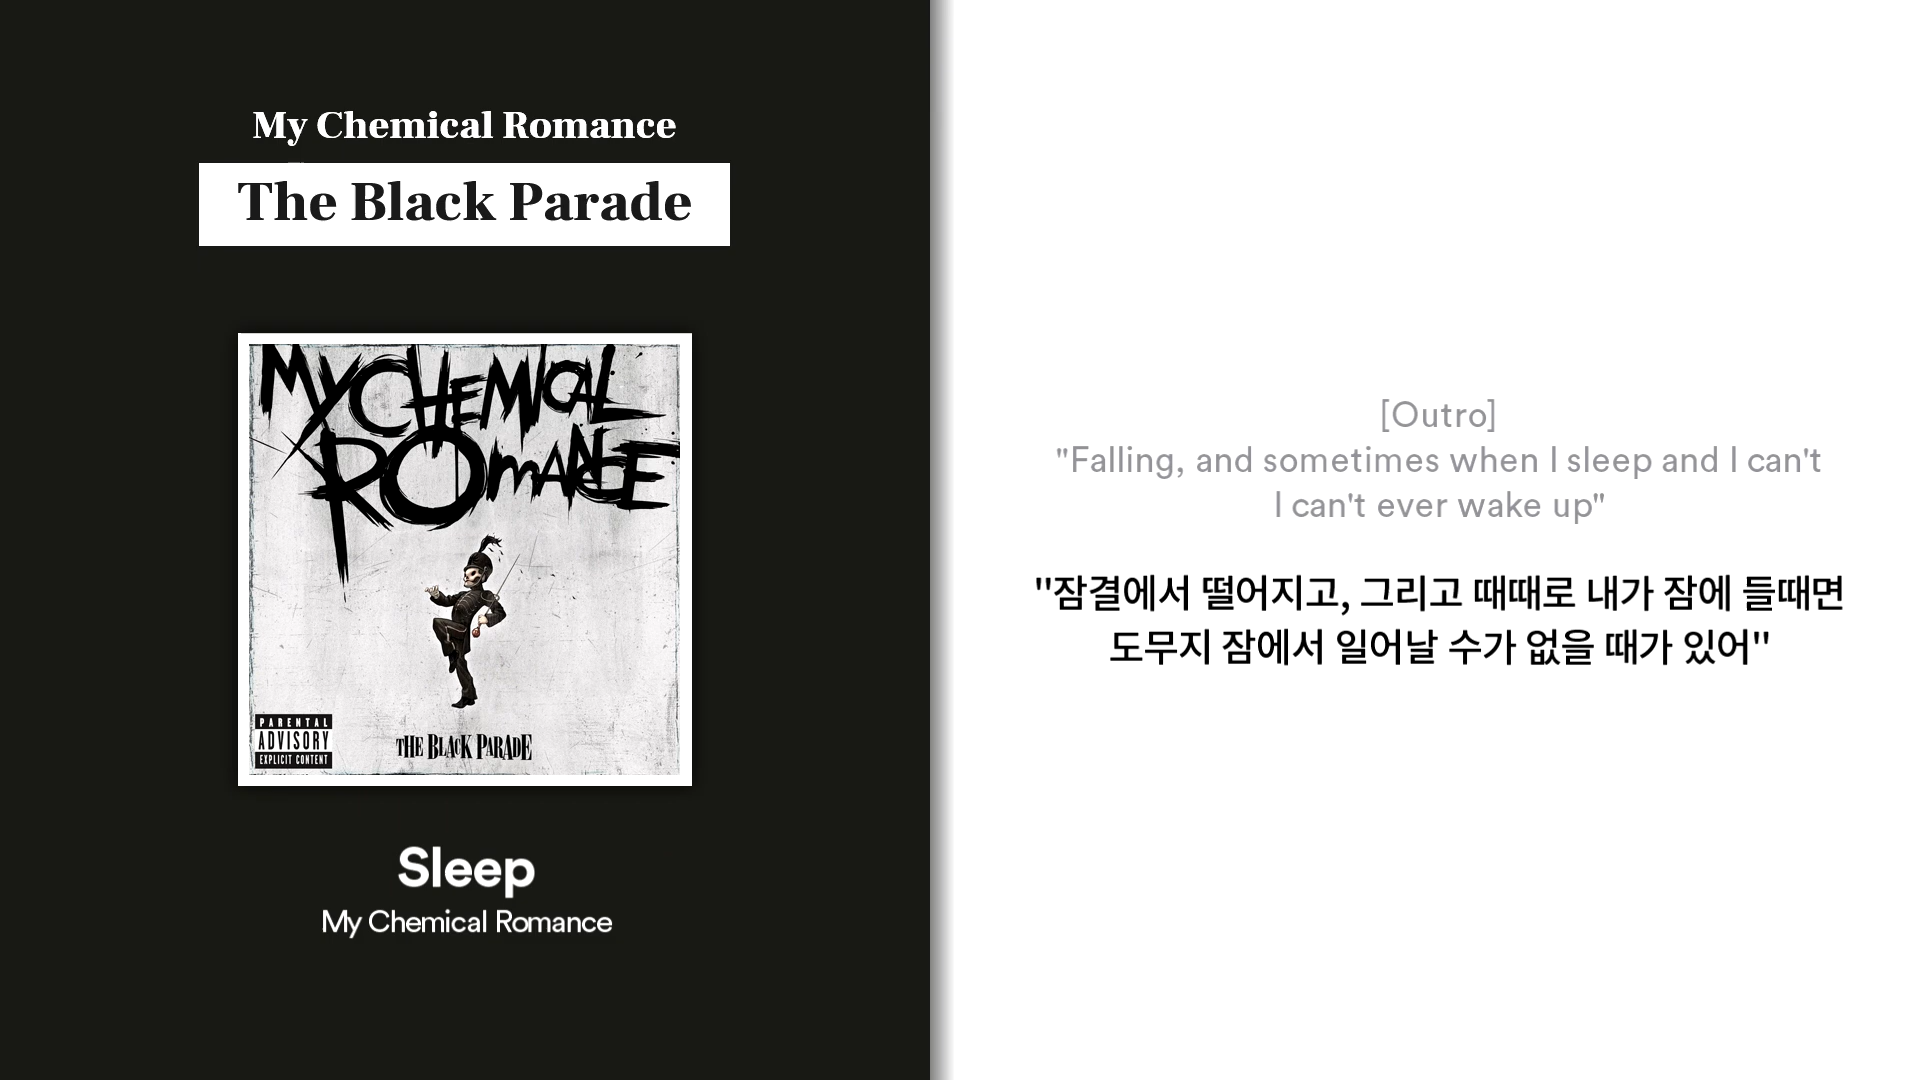 My Chemical Romance
The Black Parade
MY CHEMICAL
ROMANCE
PARENTAL
ADVISORY
EXPLICIT CONTENT
THE BLACK PARADE
Sleep
My Chemical Romance
[Outro]
"Falling, and sometimes when I sleep and I can't
I can't ever wake up"
"잠결에서 떨어지고, 그리고 때때로 내가 잠에 들때면
도무지 잠에서 일어날 수가 없을 때가 있어"